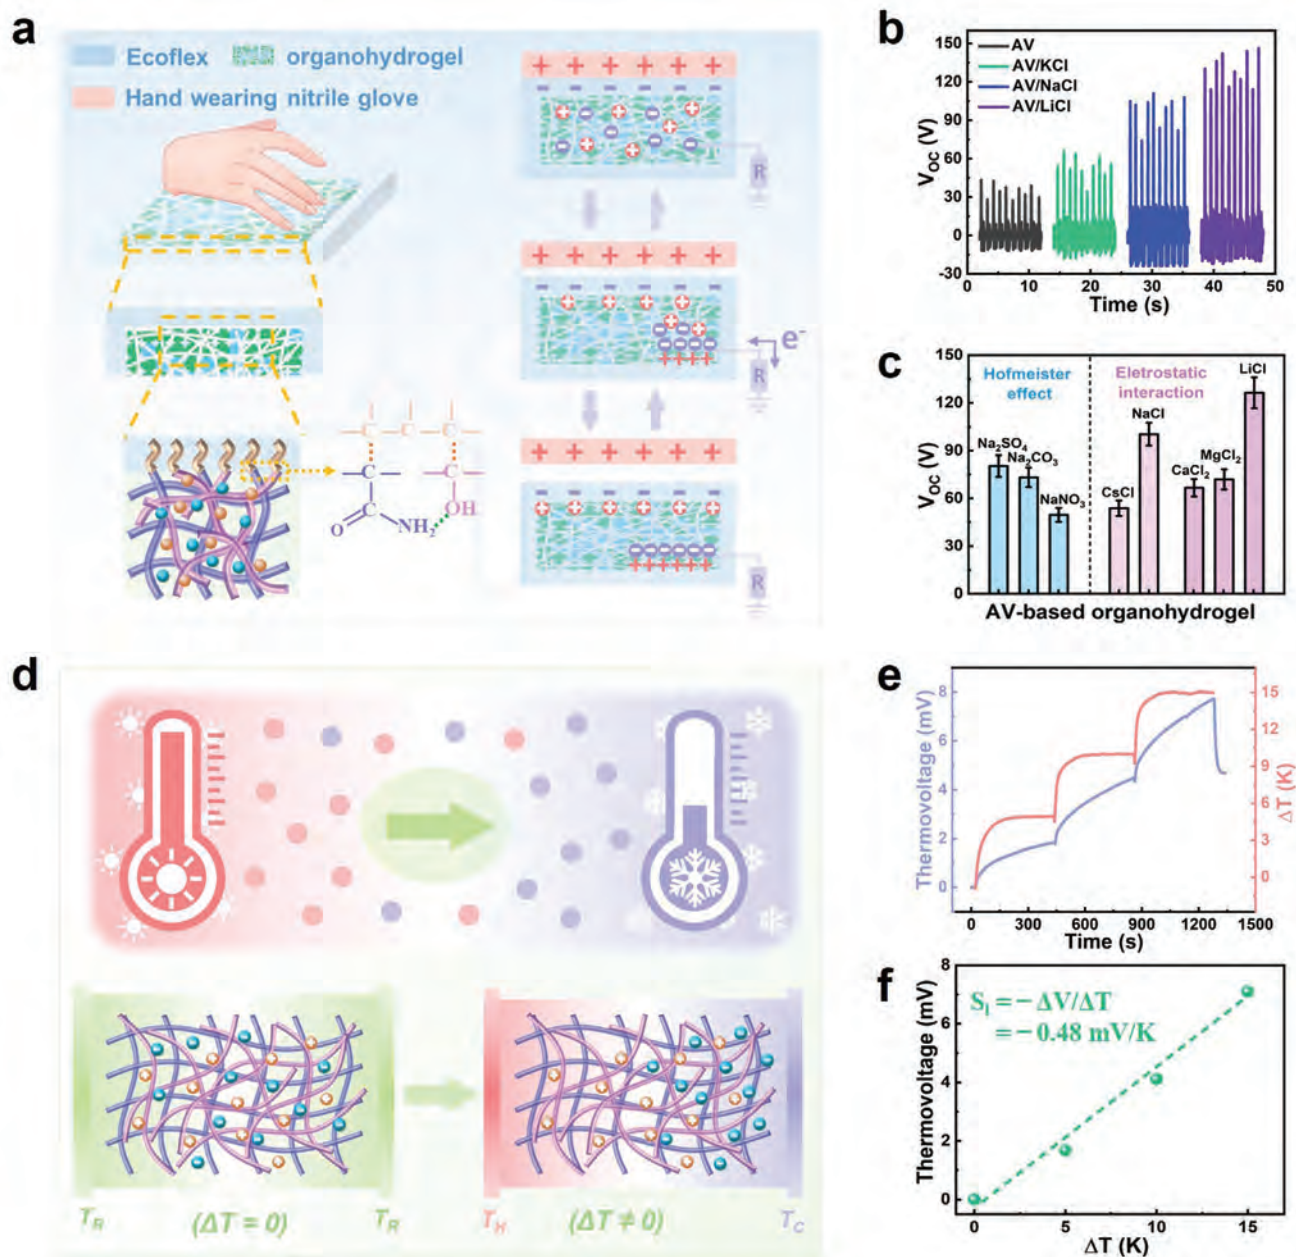 a
Ecoflex
organohydrogel
Hand wearing nitrile glove
+ + + + + +
R
+ + + + + +
e⁻
R
+ + + + + +
R
C C C
C C
O NH₂ OH
b
AV
AV/KCl
AV/NaCl
AV/LiCl
V_OC (V)
150
120
90
60
30
0
-30
0 10 20 30 40 50
Time (s)
c
Hofmeister
effect
Eletrostatic
interaction
LiCl
NaCl
Na₂SO₄
Na₂CO₃
NaNO₃
CsCl
CaCl₂
MgCl₂
V_OC (V)
150
90
60
90
30
0
AV-based organohydrogel
d
T_R (ΔT = 0) T_R
T_H (ΔT ≠ 0) T_C
e
Thermovoltage (mV)
8
6
4
2
0
ΔT (K)
15
12
9
6
3
0
0 300 600 900 1200 1500
Time (s)
f
S_i = − ΔV/ΔT
= − 0.48 mV/K
Thermovoltage (mV)
8
6
4
2
0
0 5 10 15
ΔT (K)